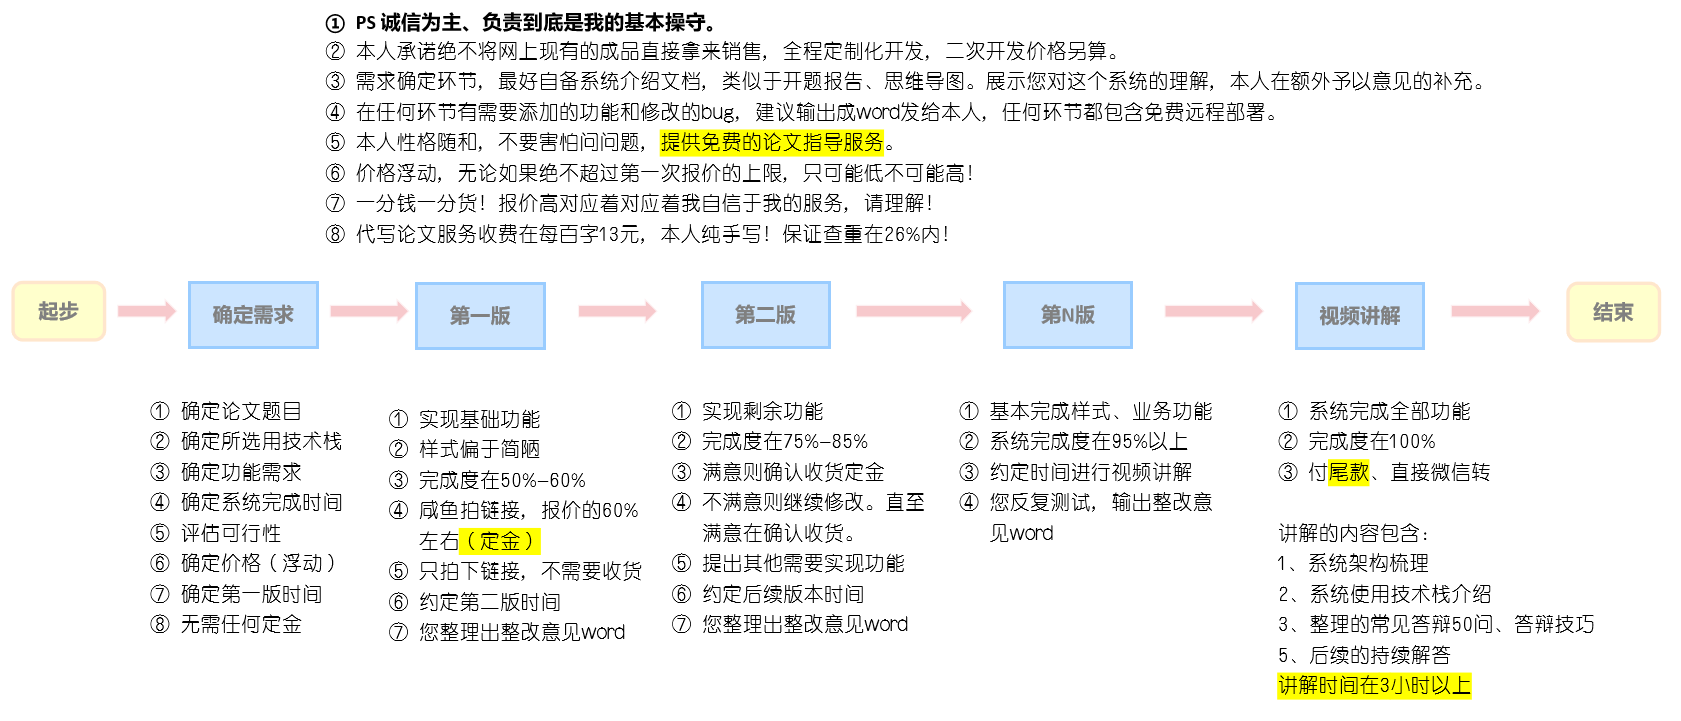 ① PS 诚信为主、负责到底是我的基本操守。
② 本人承诺绝不将网上现有的成品直接拿来销售，全程定制化开发，二次开发价格另算。
③ 需求确定环节，最好自备系统介绍文档，类似于开题报告、思维导图。展示您对这个系统的理解，本人在额外予以意见的补充。
④ 在任何环节有需要添加的功能和修改的bug，建议输出成word发给本人，任何环节都包含免费远程部署。
⑤ 本人性格随和，不要害怕问问题，提供免费的论文指导服务。
⑥ 价格浮动，无论如果绝不超过第一次报价的上限，只可能低不可能高！
⑦ 一分钱一分货！报价高对应着对应着我自信于我的服务，请理解！
⑧ 代写论文服务收费在每百字13元，本人纯手写！保证查重在26%内！
起步
确定需求
第一版
第二版
第N版
视频讲解
结束
① 确定论文题目
② 确定所选用技术栈
③ 确定功能需求
④ 确定系统完成时间
⑤ 评估可行性
⑥ 确定价格（浮动）
⑦ 确定第一版时间
⑧ 无需任何定金
① 实现基础功能
② 样式偏于简陋
③ 完成度在50%-60%
④ 咸鱼拍链接，报价的60%
左右（定金）
⑤ 只拍下链接，不需要收货
⑥ 约定第二版时间
⑦ 您整理出整改意见word
① 实现剩余功能
② 完成度在75%-85%
③ 满意则确认收货定金
④ 不满意则继续修改。直至
满意在确认收货。
⑤ 提出其他需要实现功能
⑥ 约定后续版本时间
⑦ 您整理出整改意见word
① 基本完成样式、业务功能
② 系统完成度在95%以上
③ 约定时间进行视频讲解
④ 您反复测试，输出整改意
见word
① 系统完成全部功能
② 完成度在100%
③ 付尾款、直接微信转
讲解的内容包含：
1、系统架构梳理
2、系统使用技术栈介绍
3、整理的常见答辩50问、答辩技巧
5、后续的持续解答
讲解时间在3小时以上